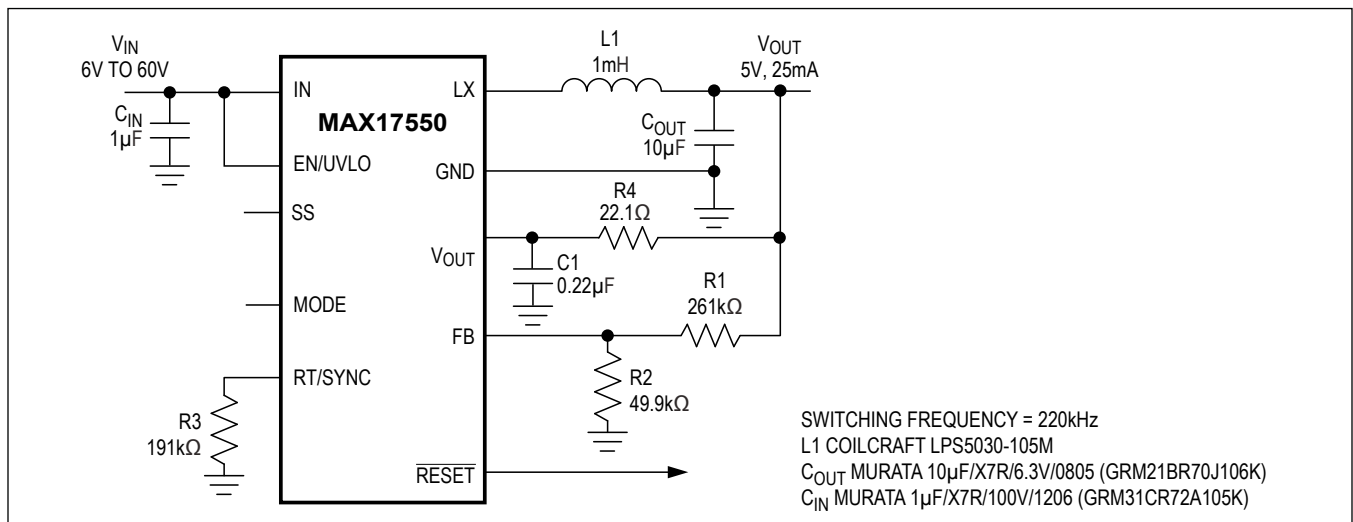 VIN
6V TO 60V
CIN
1µF
IN
EN/UVLO
SS
MODE
RT/SYNC
R3
191kΩ
MAX17550
LX
GND
VOUT
FB
RESET
L1
1mH
VOUT
5V, 25mA
COUT
10µF
R4
22.1Ω
C1
0.22µF
R1
261kΩ
R2
49.9kΩ
SWITCHING FREQUENCY = 220kHz
L1 COILCRAFT LPS5030-105M
COUT MURATA 10µF/X7R/6.3V/0805 (GRM21BR70J106K)
CIN MURATA 1µF/X7R/100V/1206 (GRM31CR72A105K)